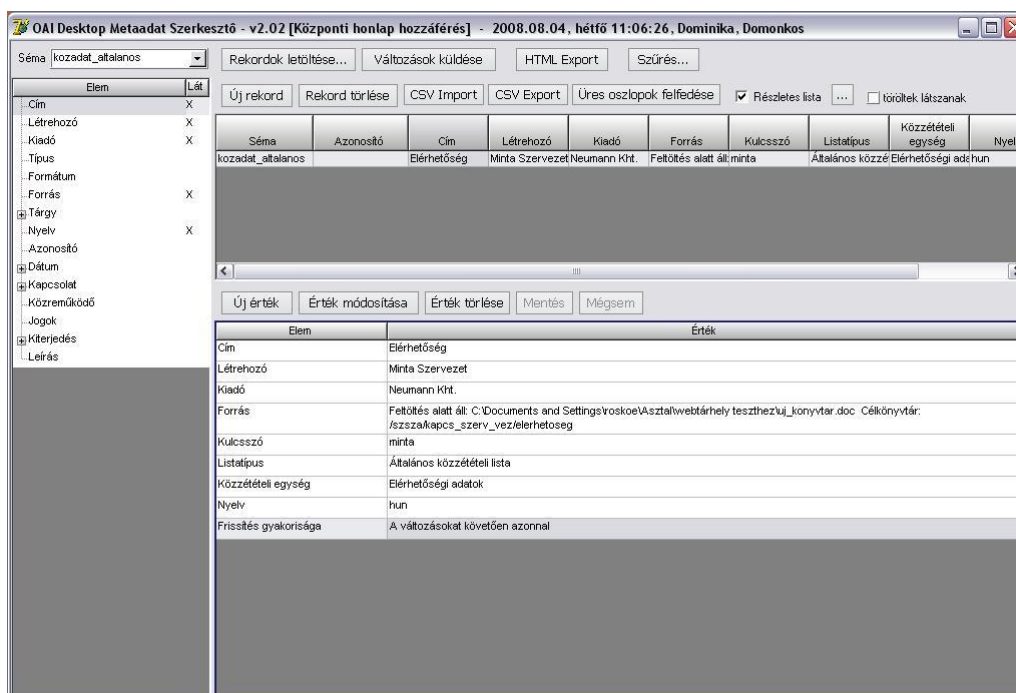 OAI Desktop Metaadat Szerkesztő - v2.02 [Központi honlap hozzáférés] - 2008.08.04, hétfő 11:06:26, Dominika, Domonkos
Séma kozadat_altalanos
Rekordok letöltése... Változások küldése HTML Export Szűrés...
Elem Lát
Cím X
Létrehozó X
Kiadó X
Típus
Formátum
Forrás X
Tárgy
Nyelv X
Azonosító
Dátum
Kapcsolat
Közreműködő
Jogok
Kiterjedés
Leírás
Új rekord Rekord törlése CSV Import CSV Export Üres oszlopok felfedése Részletes lista ... töröltek látszanak
Séma Azonosító Cím Létrehozó Kiadó Forrás Kulcsszó Listatípus Közzétételi egység Nyel
kozadat_altalanos Elérhetőség Minta Szervezet Neumann Kht. Feltöltés alatt áll: minta Általános közzé Elérhetőségi ada hun
Új érték Érték módosítása Érték törlése Mentés Mégsem
Elem Érték
Cím Elérhetőség
Létrehozó Minta Szervezet
Kiadó Neumann Kht.
Forrás Feltöltés alatt áll: C:\Documents and Settings\roskoe\Asztal\webtárhely teszthez\uj_konyvtar.doc Célkönyvtár:
/szsza/kapcs_szerv_vez/elerhetoseg
Kulcsszó minta
Listatípus Általános közzétételi lista
Közzétételi egység Elérhetőségi adatok
Nyelv hun
Frissítés gyakorisága A változásokat követően azonnal